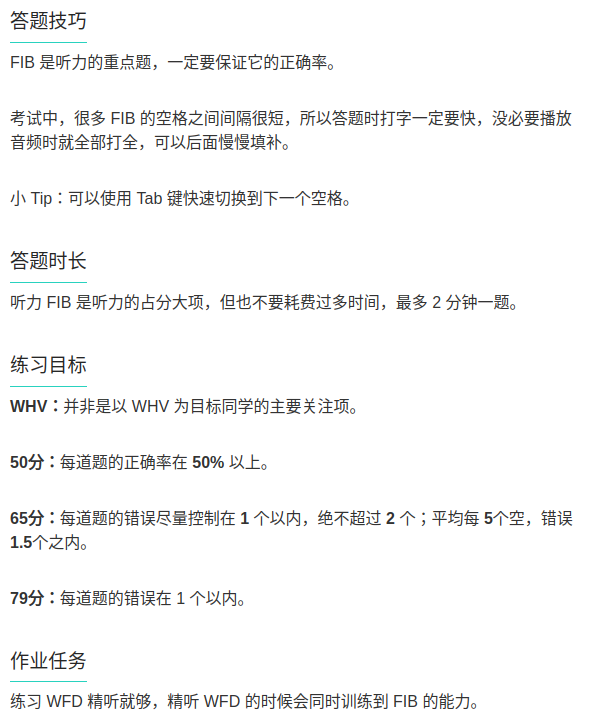 答题技巧
FIB 是听力的重点题，一定要保证它的正确率。
考试中，很多 FIB 的空格之间间隔很短，所以答题时打字一定要快，没必要播放
音频时就全部打全，可以后面慢慢填补。
小 Tip：可以使用 Tab 键快速切换到下一个空格。
答题时长
听力 FIB 是听力的占分大项，但也不要耗费过多时间，最多 2 分钟一题。
练习目标
WHV：并非是以 WHV 为目标同学的主要关注项。
50分：每道题的正确率在 50% 以上。
65分：每道题的错误尽量控制在 1 个以内，绝不超过 2 个；平均每 5个空，错误
1.5个之内。
79分：每道题的错误在 1 个以内。
作业任务
练习 WFD 精听就够，精听 WFD 的时候会同时训练到 FIB 的能力。